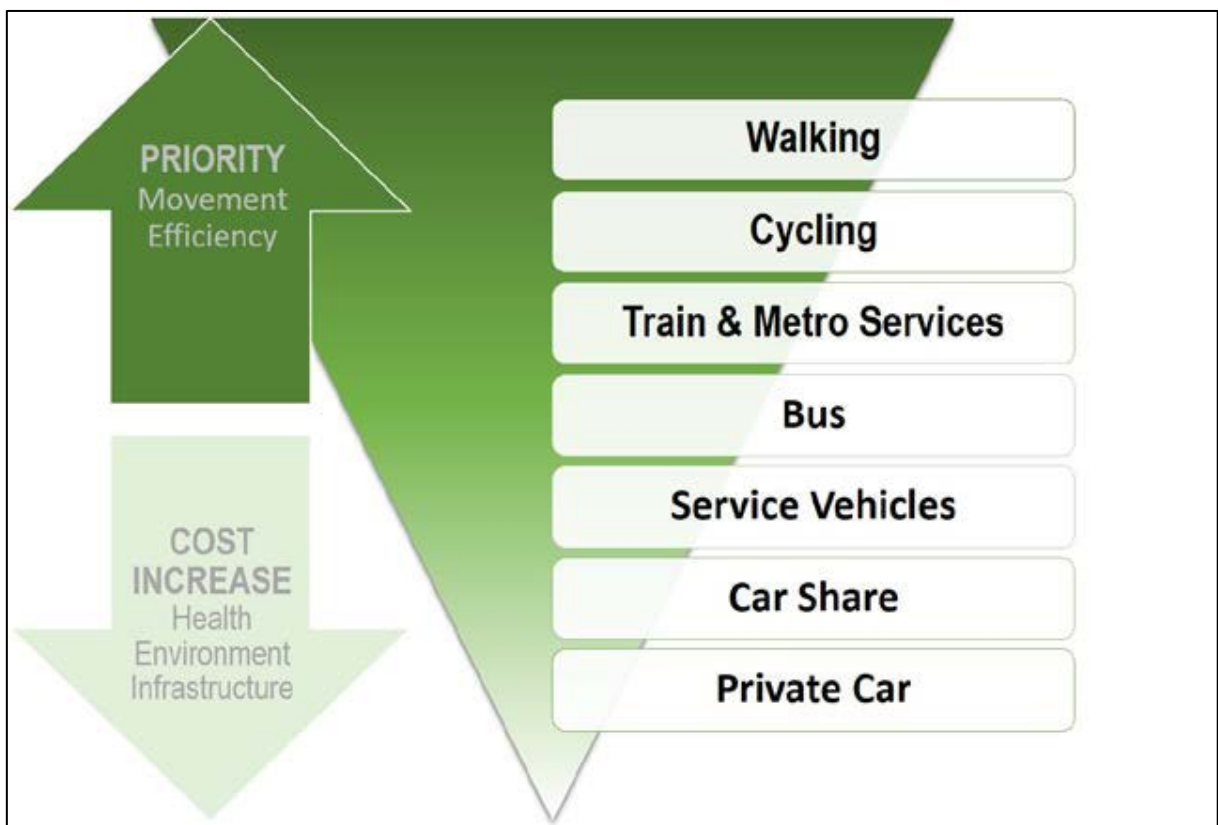 PRIORITY
Movement
Efficiency
COST
INCREASE
Health
Environment
Infrastructure
Walking
Cycling
Train & Metro Services
Bus
Service Vehicles
Car Share
Private Car